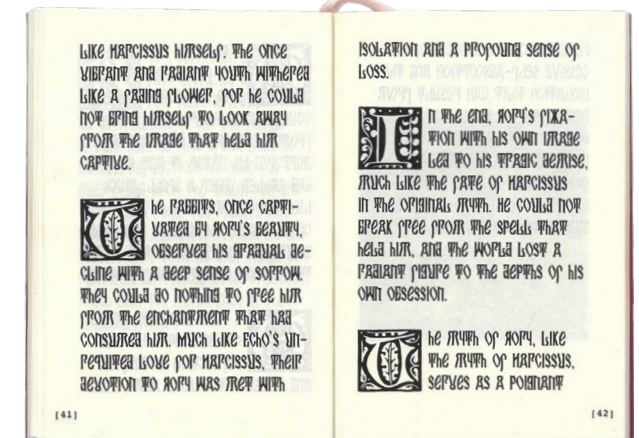 LIKE NARCISSUS HIMSELF, THE ONCE
VIBRANT AND RADIANT YOUTH WITHERED
LIKE A FADING FLOWER, FOR HE COULD
NOT BRING HIMSELF TO LOOK AWAY
FROM THE IMAGE THAT HELD HIM
CAPTIVE.
THE RABBITS, ONCE CAPTI-
VATED BY RORY'S BEAUTY,
OBSERVED HIS GRADUAL DE-
CLINE WITH A DEEP SENSE OF SORROW.
THEY COULD DO NOTHING TO FREE HIM
FROM THE ENCHANTMENT THAT HAD
CONSUMED HIM. MUCH LIKE ECHO'S UN-
REQUITED LOVE FOR NARCISSUS, THEIR
DEVOTION TO RORY WAS MET WITH
[41]
ISOLATION AND A PROFOUND SENSE OF
LOSS.
IN THE END, RORY'S FIXA-
TION WITH HIS OWN IMAGE
LED TO HIS TRAGIC DEMISE,
MUCH LIKE THE FATE OF NARCISSUS
IN THE ORIGINAL MYTH. HE COULD NOT
BREAK FREE FROM THE SPELL THAT
HELD HIM, AND THE WORLD LOST A
RADIANT FIGURE TO THE DEPTHS OF HIS
OWN OBSESSION.
THE MYTH OF RORY, LIKE
THE MYTH OF NARCISSUS,
SERVES AS A POIGNANT
[42]